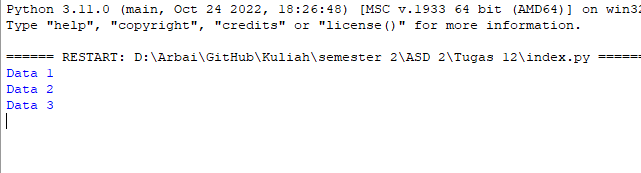 Python 3.11.0 (main, Oct 24 2022, 18:26:48) [MSC v.1933 64 bit (AMD64)] on win32
Type "help", "copyright", "credits" or "license()" for more information.
====== RESTART: D:\Arbai\GitHub\Kuliah\semester 2\ASD 2\Tugas 12\index.py ======
Data 1
Data 2
Data 3